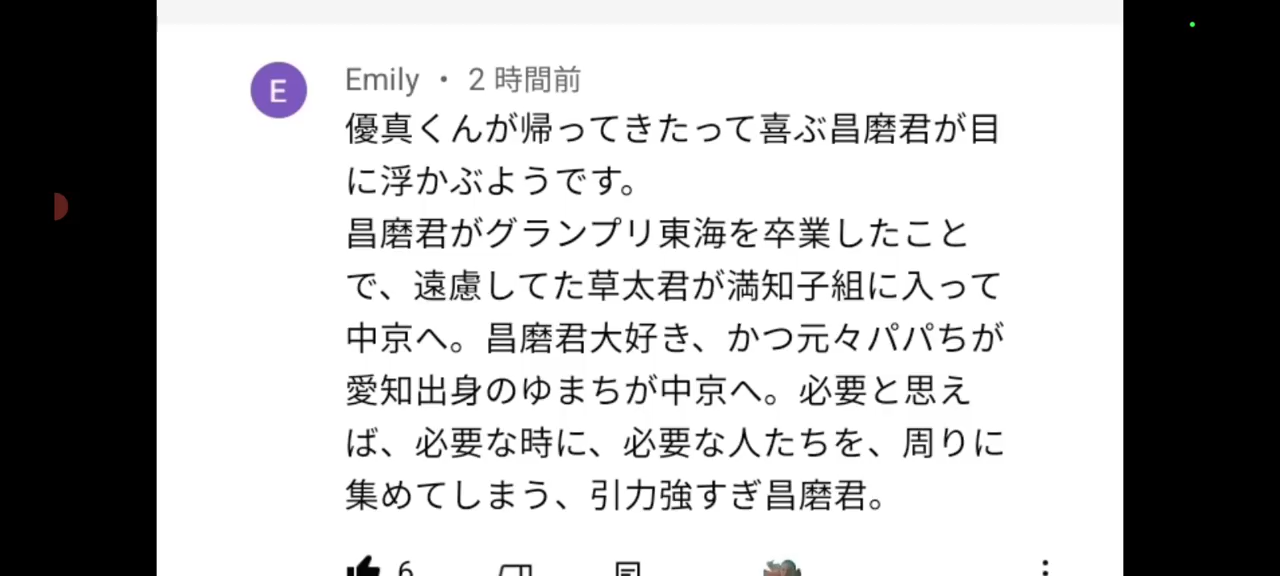 E
Emily ・ 2 時間前
優真くんが帰ってきたって喜ぶ昌磨君が目
に浮かぶようです。
昌磨君がグランプリ東海を卒業したこと
で、遠慮してた草太君が満知子組に入って
中京へ。昌磨君大好き、かつ元々パパちが
愛知出身のゆまちが中京へ。必要と思え
ば、必要な時に、必要な人たちを、周りに
集めてしまう、引力強すぎ昌磨君。
6